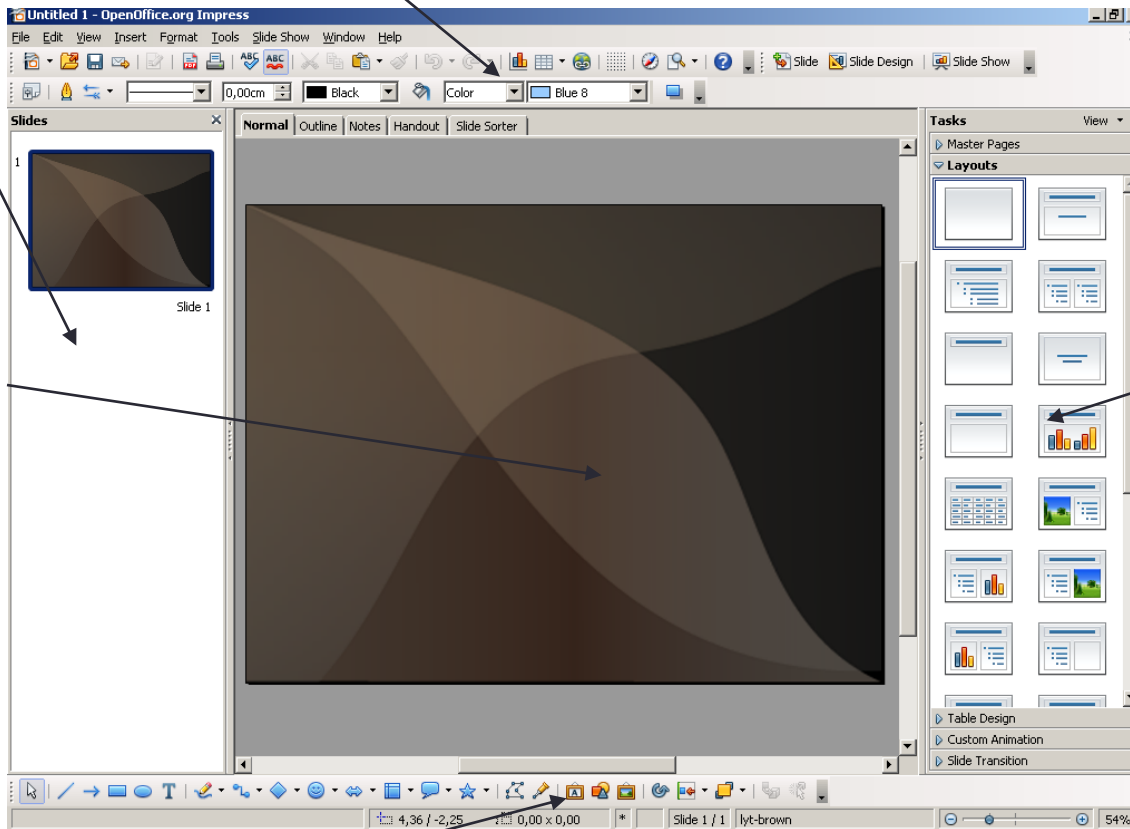 Untitled 1 - OpenOffice.org Impress
File Edit View Insert Format Tools Slide Show Window Help
ABC ABC Slide Slide Design Slide Show
0,00cm Black Color Blue 8
Slides
Normal Outline Notes Handout Slide Sorter
Tasks View
Master Pages
Layouts
1
Slide 1
Table Design
Custom Animation
Slide Transition
T A
4,36 / -2,25 0,00 x 0,00 * Slide 1 / 1 lyt-brown 54%